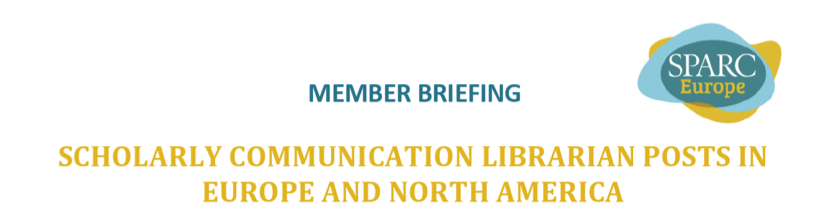 SPARC
Europe
MEMBER BRIEFING
SCHOLARLY COMMUNICATION LIBRARIAN POSTS IN
EUROPE AND NORTH AMERICA